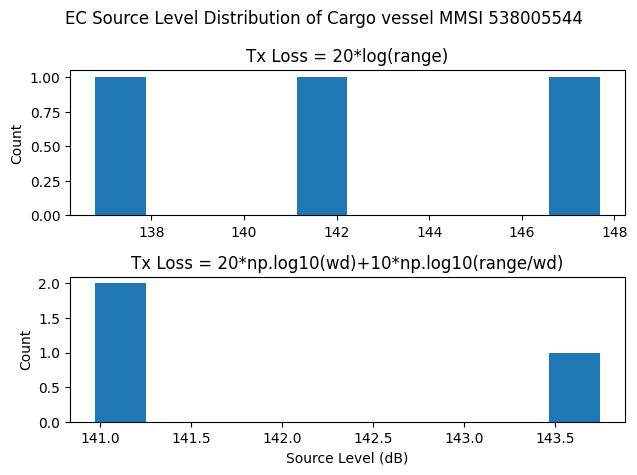 EC Source Level Distribution of Cargo vessel MMSI 538005544
Tx Loss = 20*log(range)
1.00
0.75
0.50
0.25
0.00
Count
138 140 142 144 146 148
Tx Loss = 20*np.log10(wd)+10*np.log10(range/wd)
2.0
1.5
1.0
0.5
0.0
Count
141.0 141.5 142.0 142.5 143.0 143.5
Source Level (dB)